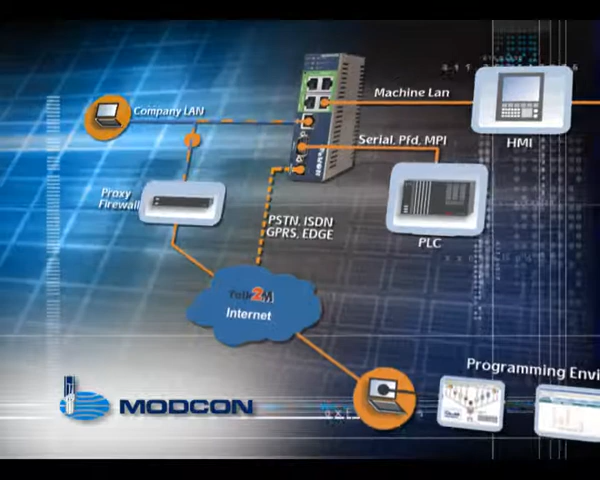 Machine Lan
Company LAN
HMI
Serial, Pfd, MPI
Proxy
Firewall
PSTN, ISDN
GPRS, EDGE
PLC
Talk2M
Internet
Programming Envi
MODCON